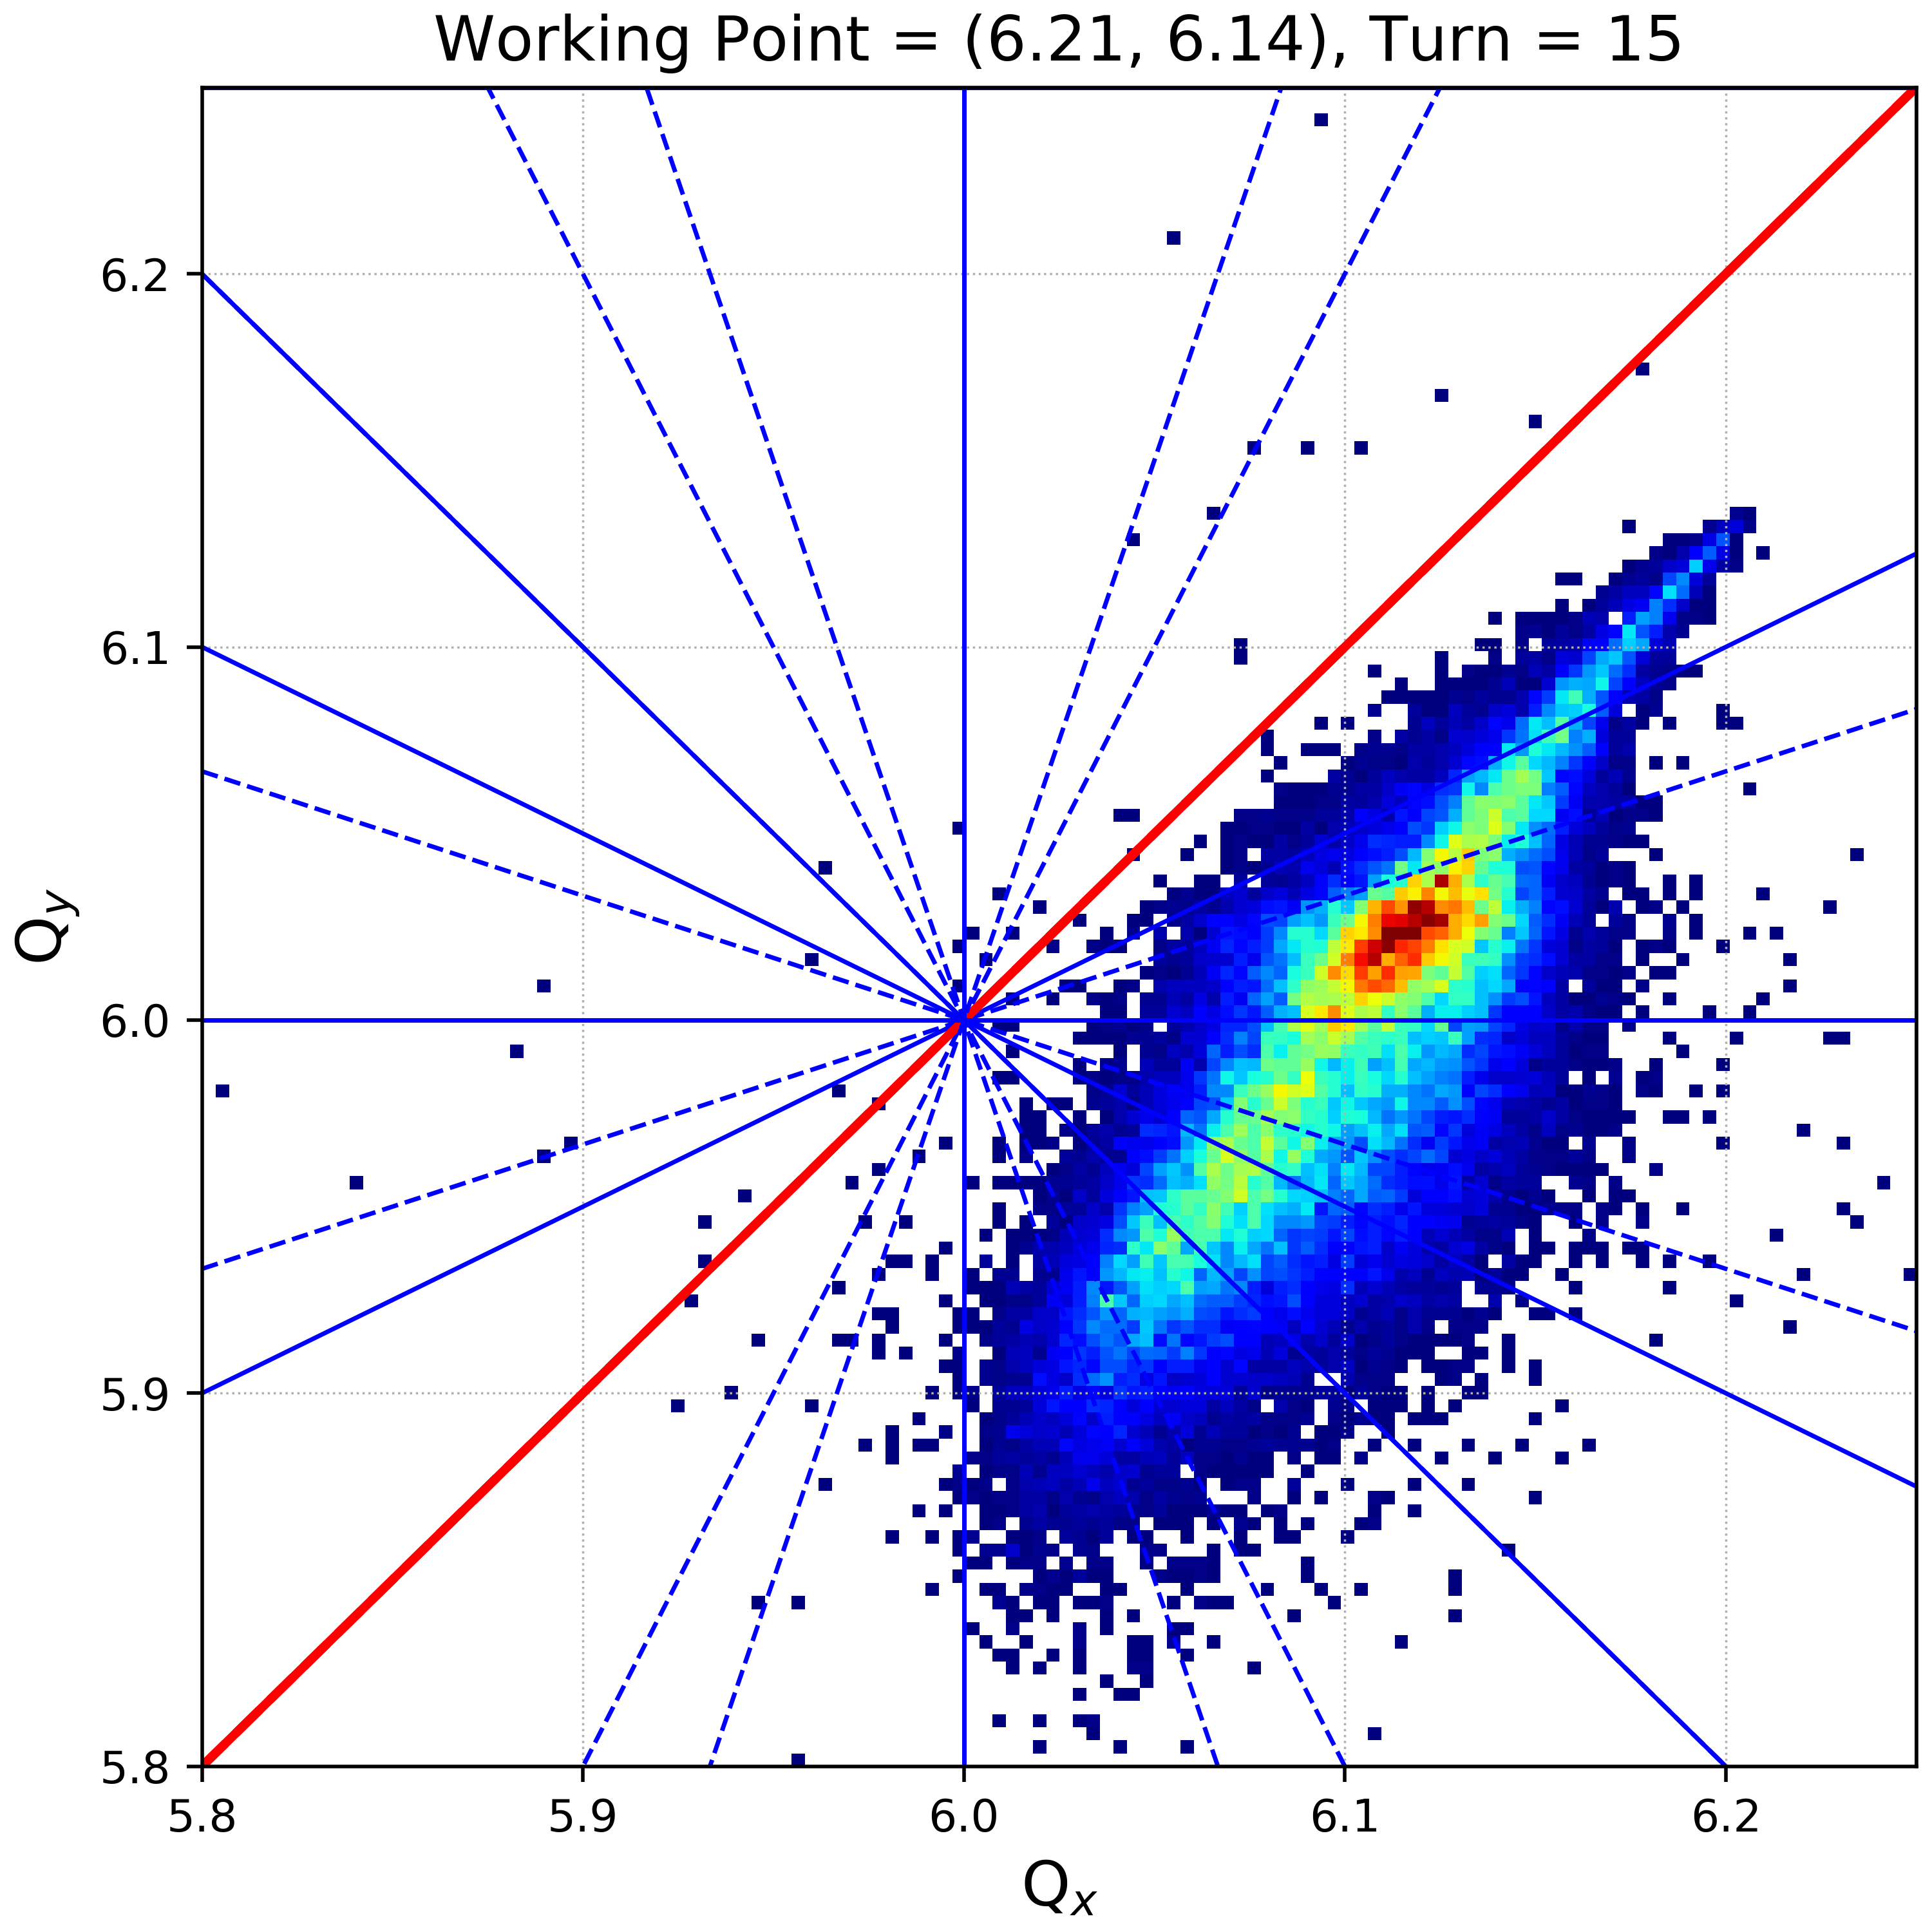 Working Point = (6.21, 6.14), Turn = 15
6.2
6.1
6.0
5.9
5.8
Qy
5.8 5.9 6.0 6.1 6.2
Qx